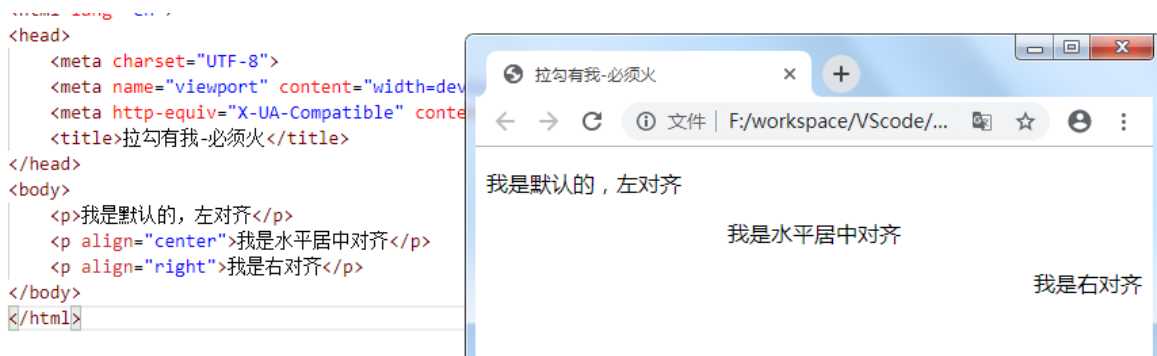 <html lang="en">
<head>
<meta charset="UTF-8">
<meta name="viewport" content="width=dev
<meta http-equiv="X-UA-Compatible" conte
<title>拉勾有我-必须火</title>
</head>
<body>
<p>我是默认的，左对齐</p>
<p align="center">我是水平居中对齐</p>
<p align="right">我是右对齐</p>
</body>
</html>
拉勾有我-必须火
文件 F:/workspace/VScode/...
我是默认的，左对齐
我是水平居中对齐
我是右对齐